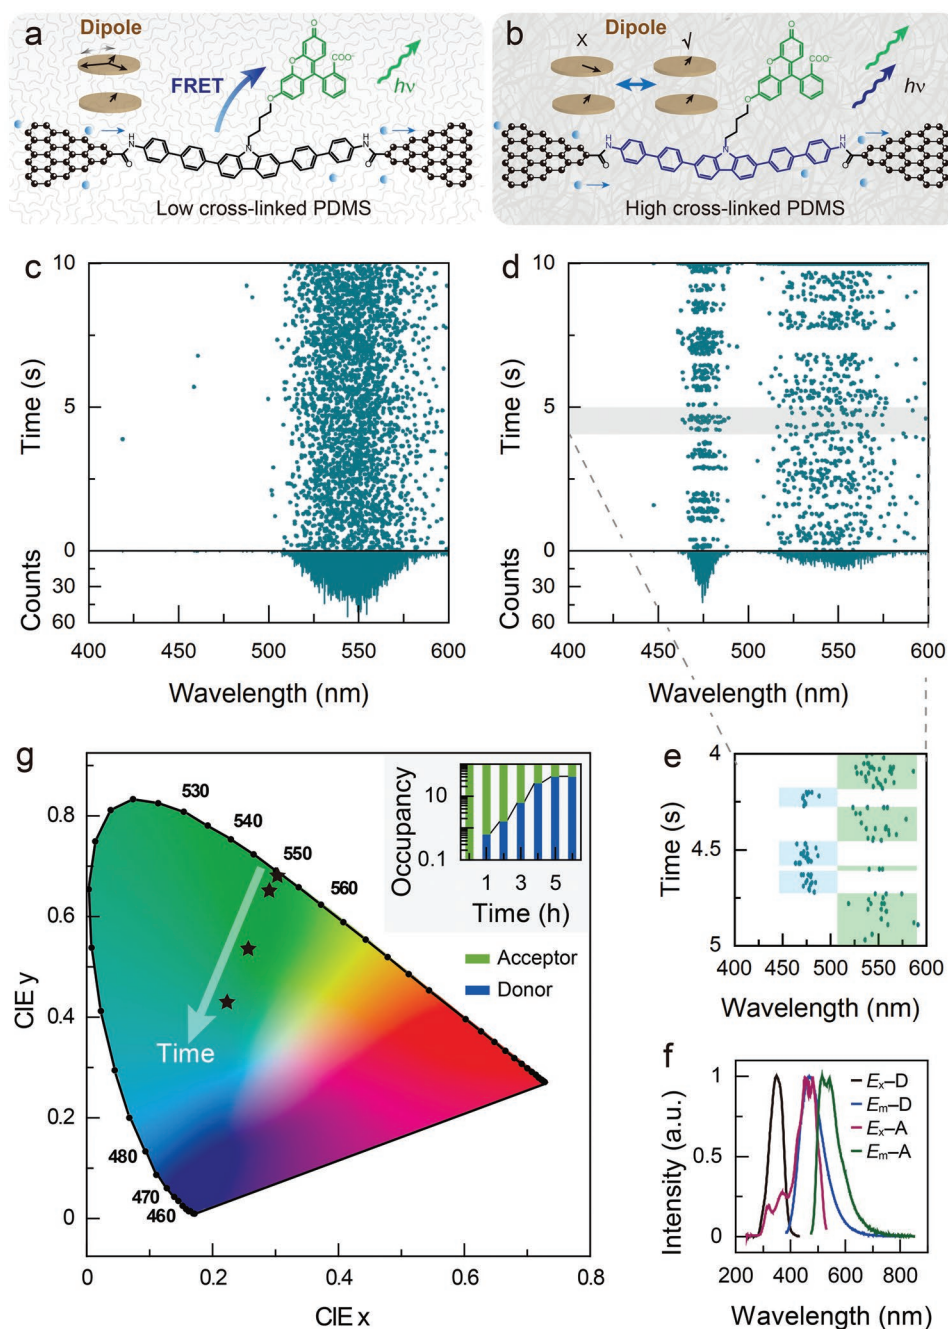 a
Dipole
FRET
O
COO⁻
O
hν
N
H
N
O
H
N
O
Low cross-linked PDMS
b
Dipole
X
√
O
COO⁻
O
hν
N
H
N
O
H
N
O
High cross-linked PDMS
c
10
5
0
30
60
Time (s)
Counts
400 450 500 550 600
Wavelength (nm)
d
10
5
0
30
60
Time (s)
Counts
400 450 500 550 600
Wavelength (nm)
e
4
4.5
5
Time (s)
400 450 500 550 600
Wavelength (nm)
f
1
0.5
0
Intensity (a.u.)
Eₓ–D
Eₘ–D
Eₓ–A
Eₘ–A
200 400 600 800
Wavelength (nm)
g
0.8
0.6
0.4
0.2
0
CIE y
530
540
550
560
480
470
460
Time
Occupancy
10
0.1
1 3 5
Time (h)
Acceptor
Donor
0 0.2 0.4 0.6 0.8
CIE x